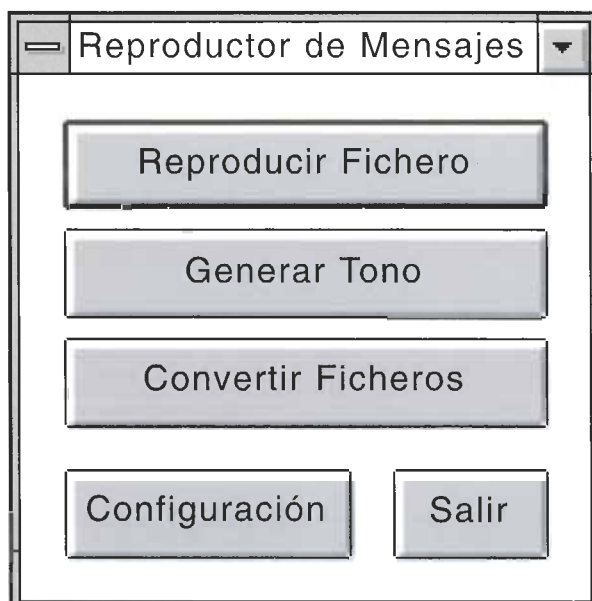 Reproductor de Mensajes
Reproducir Fichero
Generar Tono
Convertir Ficheros
Configuración Salir